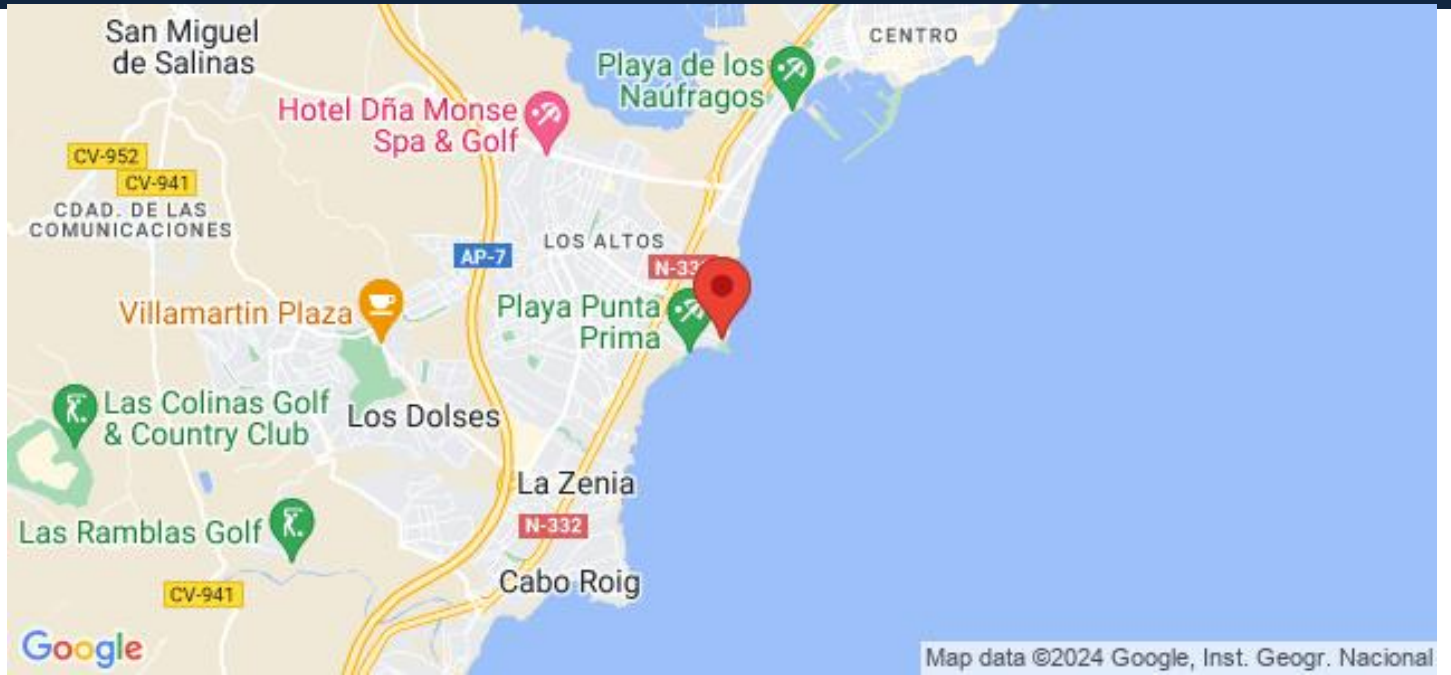 San Miguel
de Salinas
CENTRO
Playa de los
Naúfragos
Hotel Dña Monse
Spa & Golf
CV-952
CV-941
CDAD. DE LAS
COMUNICACIONES
LOS ALTOS
AP-7
N-33
Villamartin Plaza
Playa Punta
Prima
Las Colinas Golf
& Country Club
Los Dolses
La Zenia
Las Ramblas Golf
N-332
Cabo Roig
CV-941
Google
Map data ©2024 Google, Inst. Geogr. Nacional